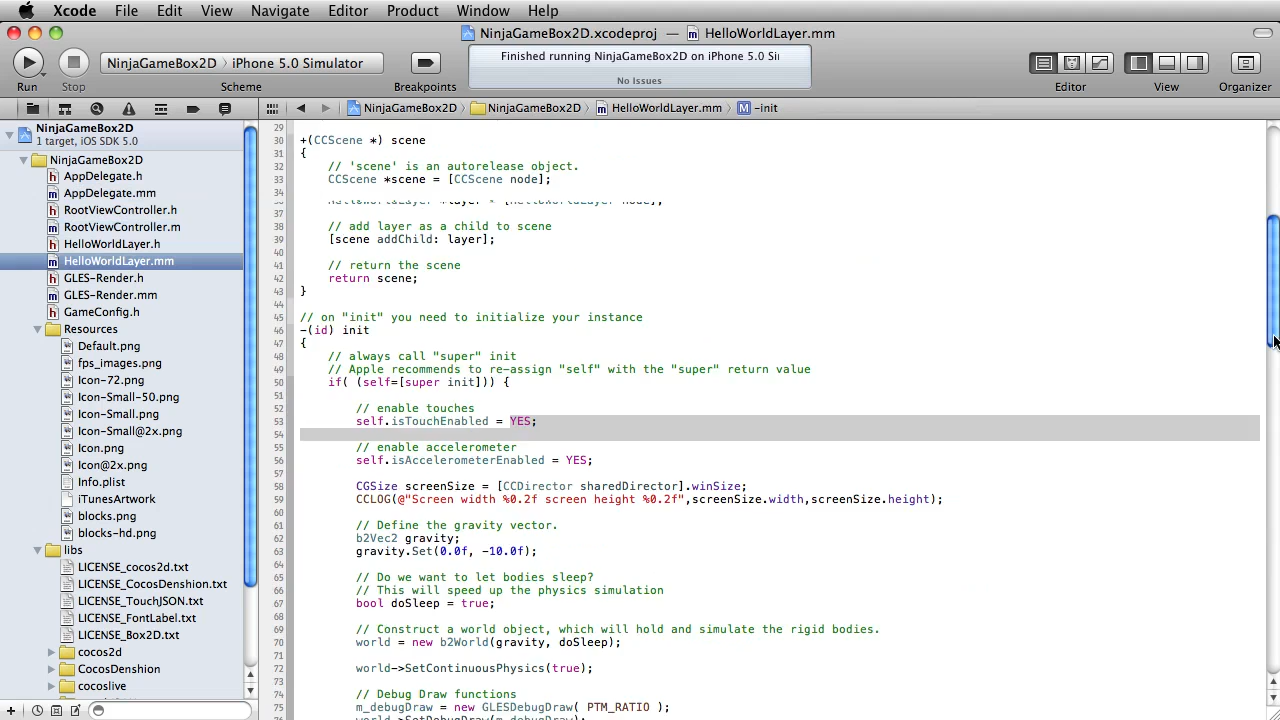 Xcode File Edit View Navigate Editor Product Window Help
NinjaGameBox2D.xcodeproj — HelloWorldLayer.mm
NinjaGameBox2D iPhone 5.0 Simulator
Finished running NinjaGameBox2D on iPhone 5.0 Sir
No Issues
Run Stop Scheme Breakpoints Editor View Organizer
NinjaGameBox2D NinjaGameBox2D HelloWorldLayer.mm M -init
NinjaGameBox2D
1 target, iOS SDK 5.0
NinjaGameBox2D
h AppDelegate.h
m AppDelegate.mm
h RootViewController.h
m RootViewController.m
h HelloWorldLayer.h
m HelloWorldLayer.mm
h GLES-Render.h
m GLES-Render.mm
h GameConfig.h
Resources
Default.png
fps_images.png
Icon-72.png
Icon-Small-50.png
Icon-Small.png
Icon-Small@2x.png
Icon.png
Icon@2x.png
Info.plist
iTunesArtwork
blocks.png
blocks-hd.png
libs
LICENSE_cocos2d.txt
LICENSE_CocosDenshion.txt
LICENSE_TouchJSON.txt
LICENSE_FontLabel.txt
LICENSE_Box2D.txt
cocos2d
CocosDenshion
cocoslive
29
30 +(CCScene *) scene
31 {
32 // 'scene' is an autorelease object.
33 CCScene *scene = [CCScene node];
34
37
38 // add layer as a child to scene
39 [scene addChild: layer];
40
41 // return the scene
42 return scene;
43 }
44
45 // on "init" you need to initialize your instance
46 -(id) init
47 {
48 // always call "super" init
49 // Apple recommends to re-assign "self" with the "super" return value
50 if( (self=[super init])) {
51
52 // enable touches
53 self.isTouchEnabled = YES;
54
55 // enable accelerometer
56 self.isAccelerometerEnabled = YES;
57
58 CGSize screenSize = [CCDirector sharedDirector].winSize;
59 CCLOG(@"Screen width %0.2f screen height %0.2f",screenSize.width,screenSize.height);
60
61 // Define the gravity vector.
62 b2Vec2 gravity;
63 gravity.Set(0.0f, -10.0f);
64
65 // Do we want to let bodies sleep?
66 // This will speed up the physics simulation
67 bool doSleep = true;
68
69 // Construct a world object, which will hold and simulate the rigid bodies.
70 world = new b2World(gravity, doSleep);
71
72 world->SetContinuousPhysics(true);
73
74 // Debug Draw functions
75 m_debugDraw = new GLESDebugDraw( PTM_RATIO );